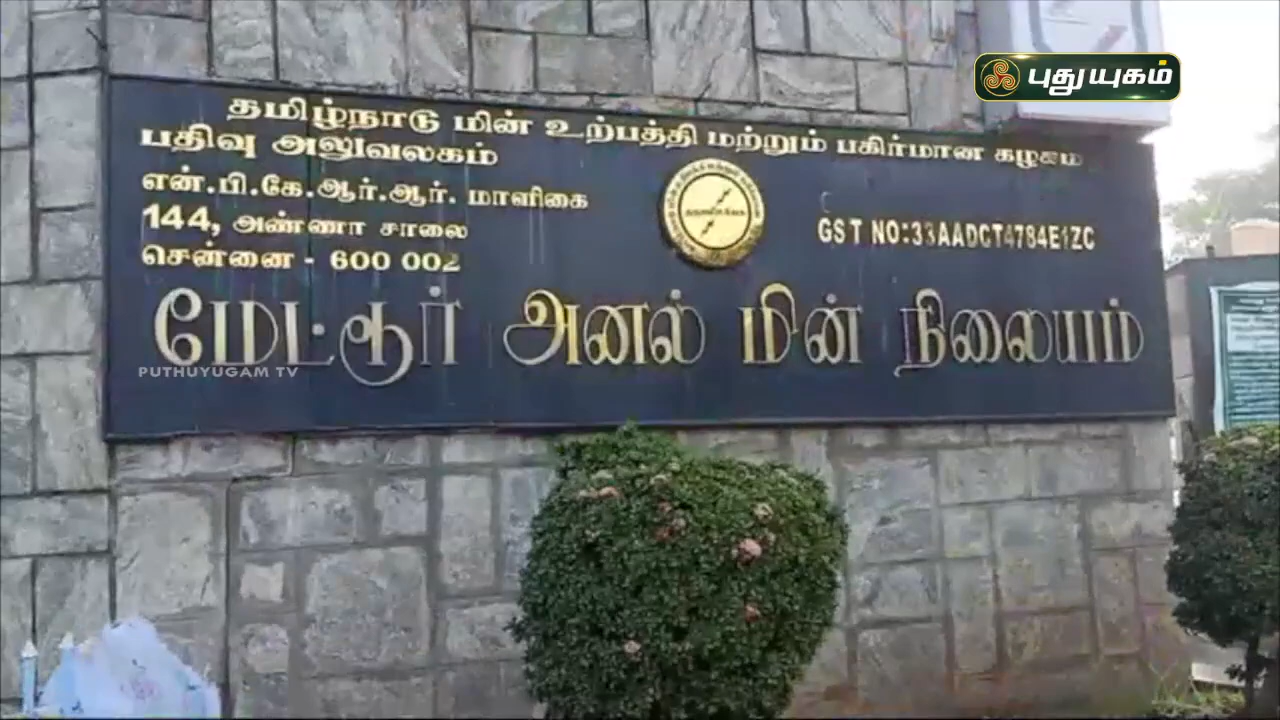 புதுயுகம்
தமிழ்நாடு மின் உற்பத்தி மற்றும் பகிர்மான கழகம்
பதிவு அலுவலகம்
என்.பி.கே.ஆர்.ஆர். மாளிகை
144, அண்ணா சாலை
சென்னை - 600 002
GST NO:33AADCT4784E1ZC
மேட்டூர் அனல் மின் நிலையம்
PUTHUYUGAM TV